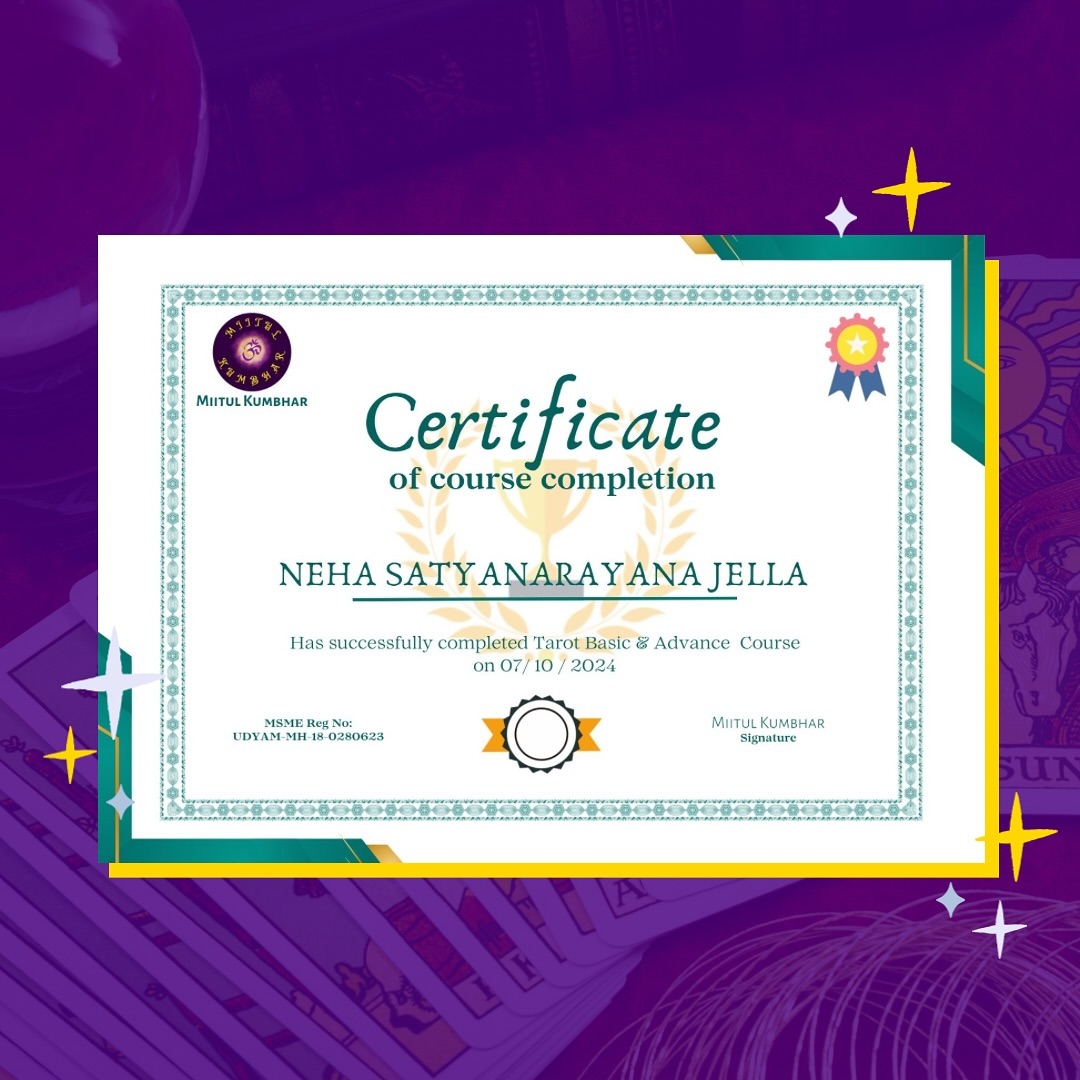 MIITUL
KUMBHAR
MIITUL KUMBHAR
Certificate
of course completion
NEHA SATYANARAYANA JELLA
Has successfully completed Tarot Basic & Advance Course
on 07/ 10 / 2024
MSME Reg No:
UDYAM-MH-18-0280623
MIITUL KUMBHAR
Signature
SUN